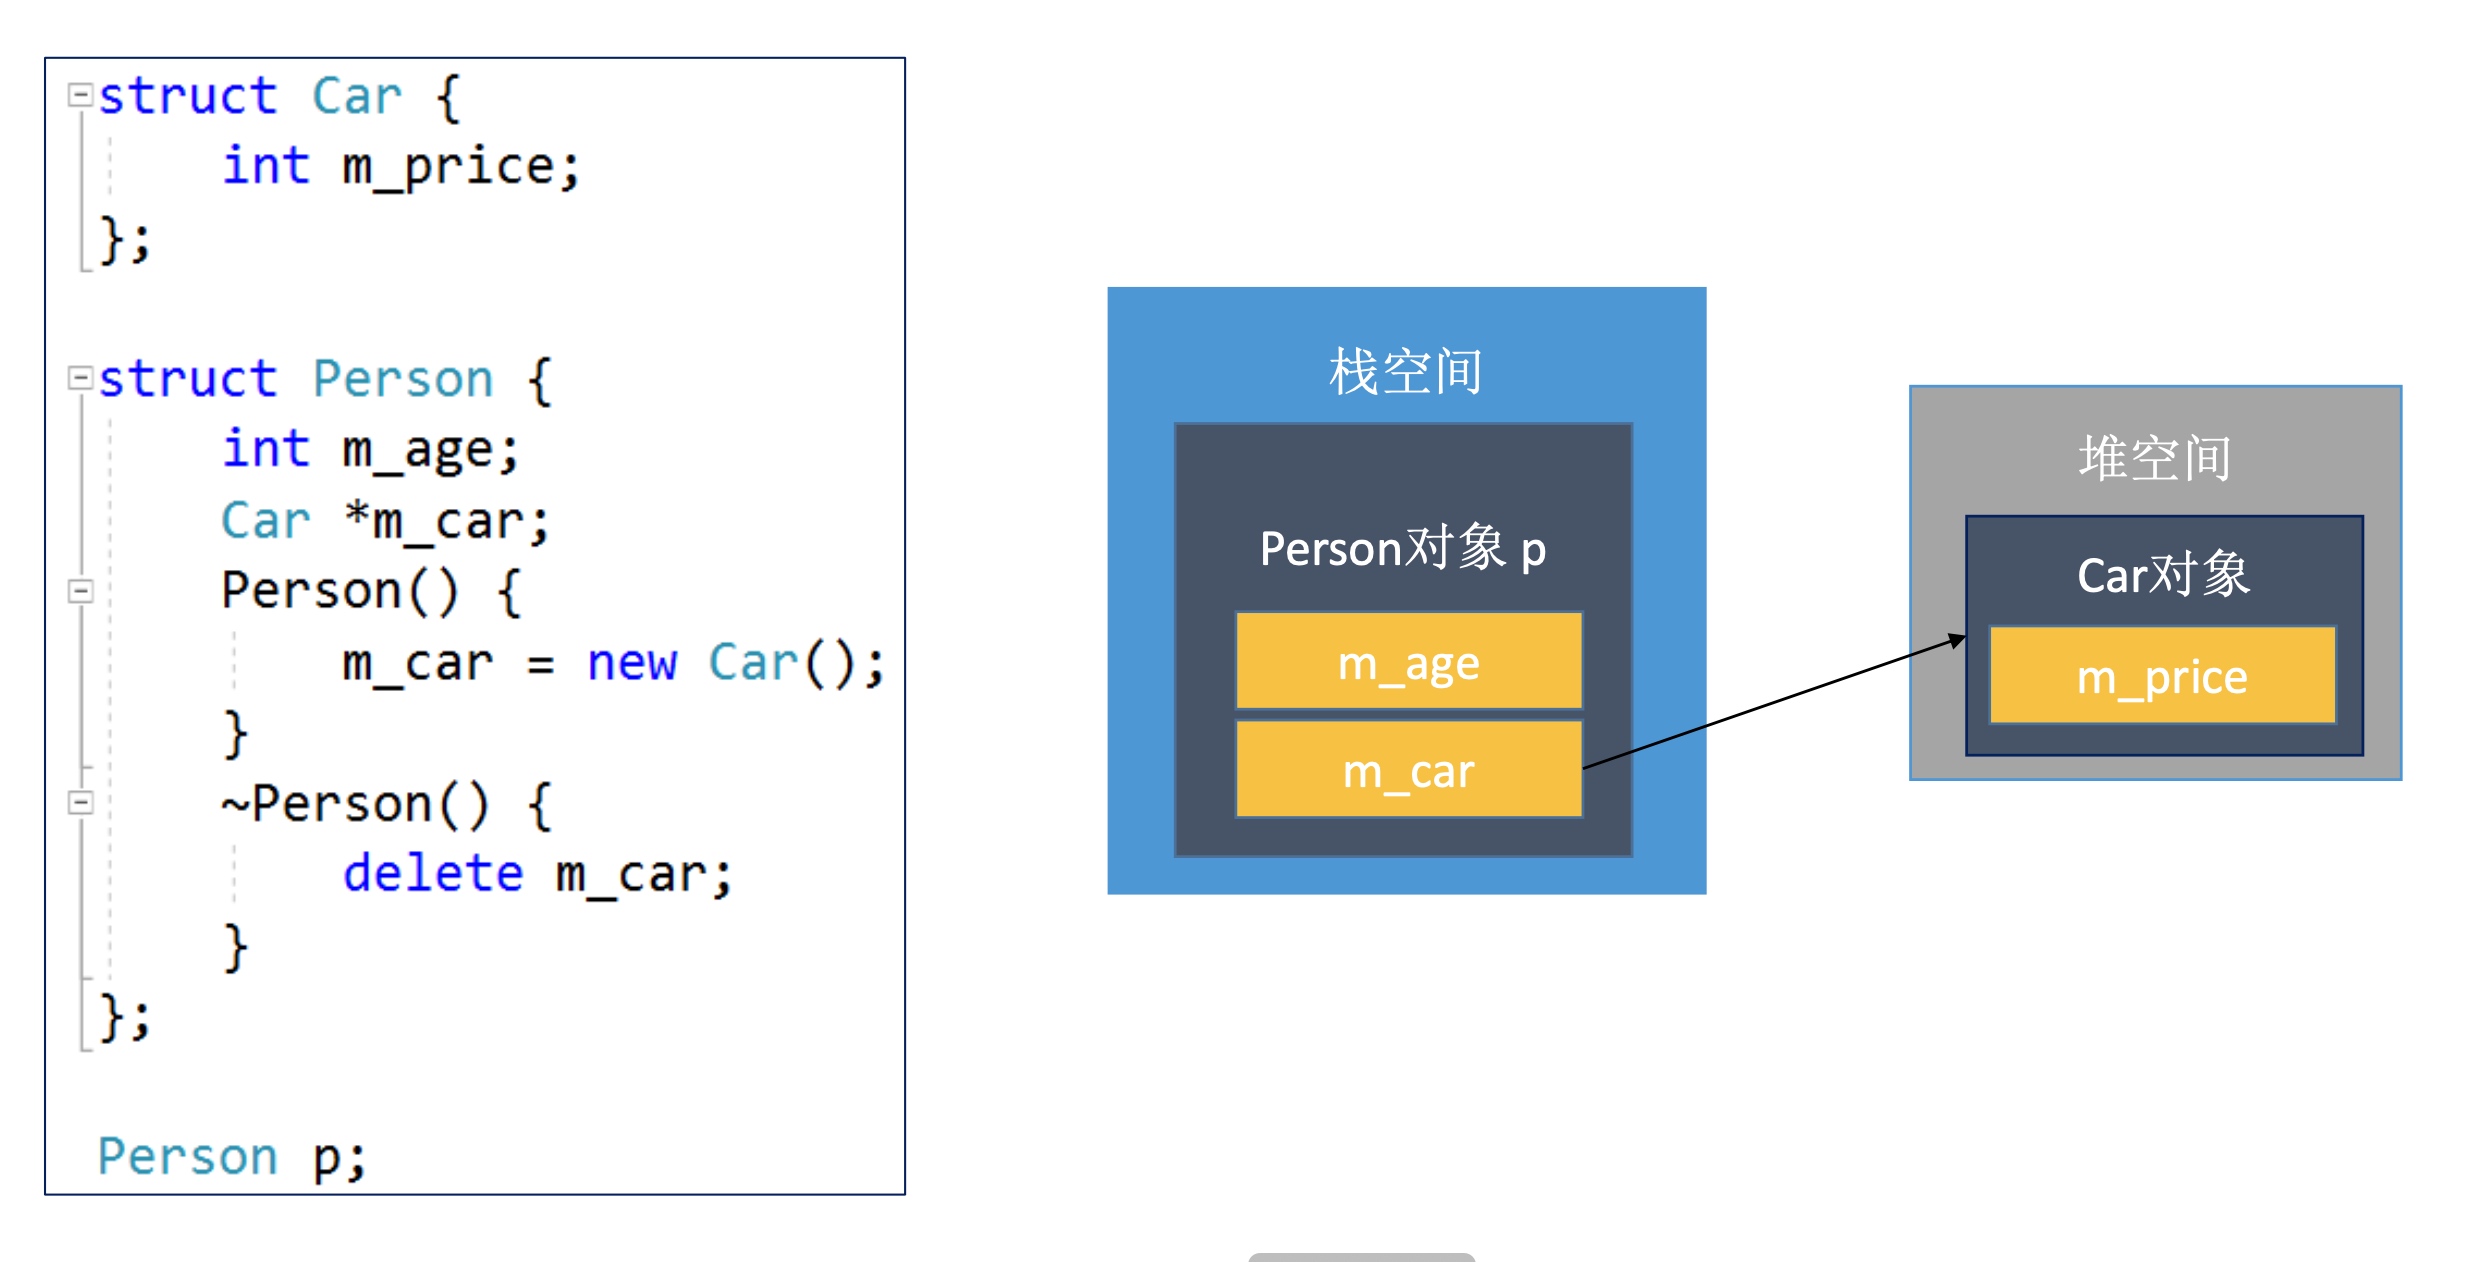 struct Car {
    int m_price;
};
struct Person {
    int m_age;
    Car *m_car;
    Person() {
        m_car = new Car();
    }
    ~Person() {
        delete m_car;
    }
};
Person p;
栈空间
Person对象 p
m_age
m_car
堆空间
Car对象
m_price